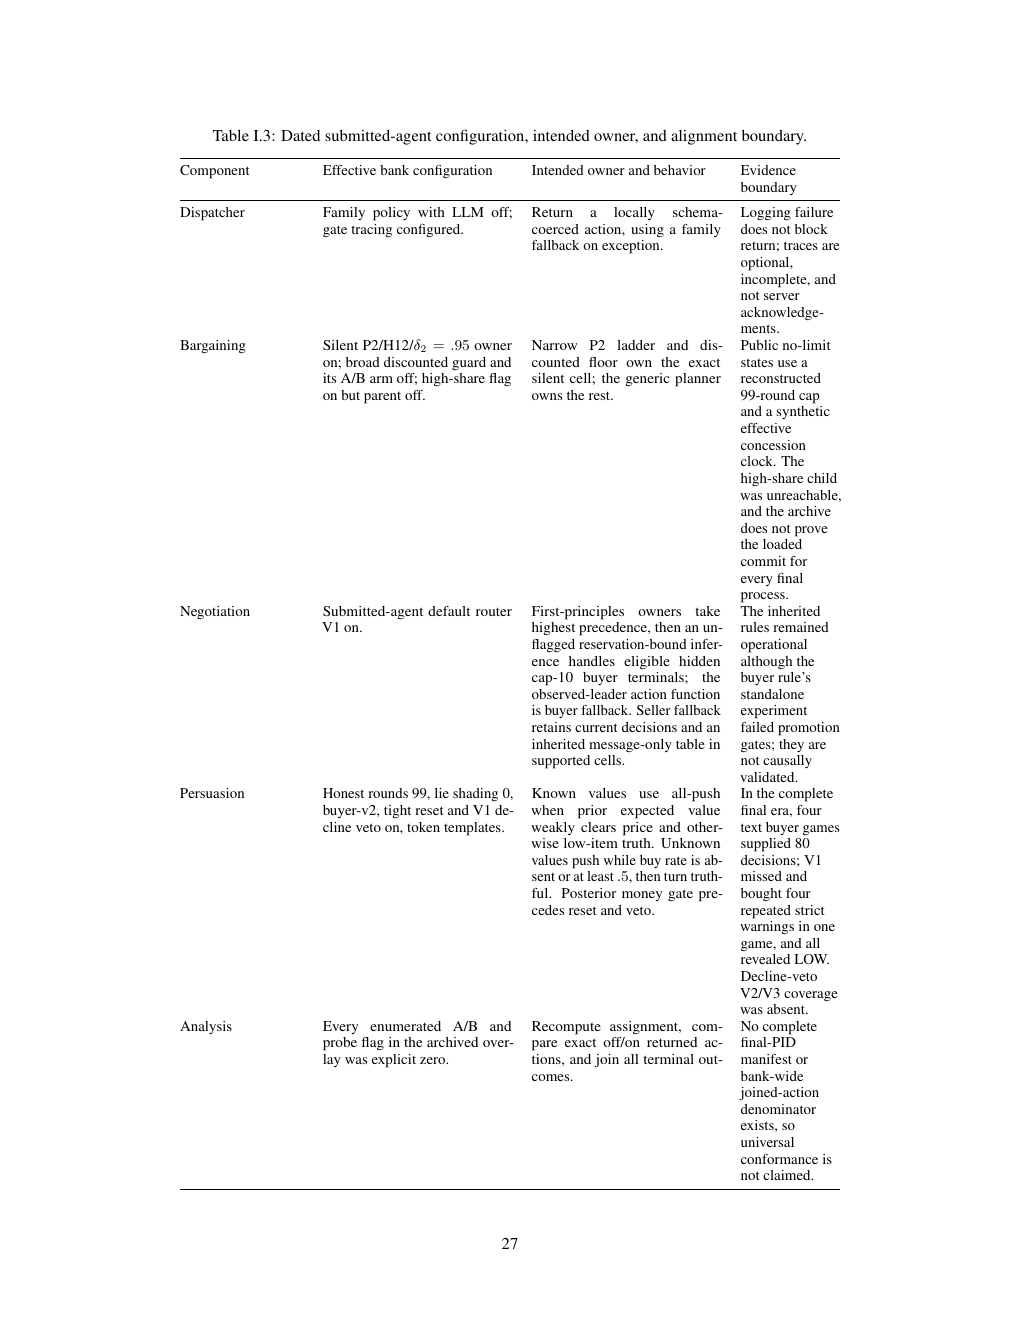 Table I.3: Dated submitted-agent configuration, intended owner, and alignment boundary.
Component
Effective bank configuration
Intended owner and behavior
Evidence
boundary
Dispatcher
Family policy with LLM off;
gate tracing configured.
Return a locally schema-
coerced action, using a family
fallback on exception.
Logging failure
does not block
return; traces are
optional,
incomplete, and
not server
acknowledge-
ments.
Bargaining
Silent P2/H12/δ₂ = .95 owner
on; broad discounted guard and
its A/B arm off; high-share flag
on but parent off.
Narrow P2 ladder and dis-
counted floor own the exact
silent cell; the generic planner
owns the rest.
Public no-limit
states use a
reconstructed
99-round cap
and a synthetic
effective
concession
clock. The
high-share child
was unreachable,
and the archive
does not prove
the loaded
commit for
every final
process.
Negotiation
Submitted-agent default router
V1 on.
First-principles owners take
highest precedence, then an un-
flagged reservation-bound infer-
ence handles eligible hidden
cap-10 buyer terminals; the
observed-leader action function
is buyer fallback. Seller fallback
retains current decisions and an
inherited message-only table in
supported cells.
The inherited
rules remained
operational
although the
buyer rule's
standalone
experiment
failed promotion
gates; they are
not causally
validated.
Persuasion
Honest rounds 99, lie shading 0,
buyer-v2, tight reset and V1 de-
cline veto on, token templates.
Known values use all-push
when prior expected value
weakly clears price and other-
wise low-item truth. Unknown
values push while buy rate is ab-
sent or at least .5, then turn truth-
ful. Posterior money gate pre-
cedes reset and veto.
In the complete
final era, four
text buyer games
supplied 80
decisions; V1
missed and
bought four
repeated strict
warnings in one
game, and all
revealed LOW.
Decline-veto
V2/V3 coverage
was absent.
Analysis
Every enumerated A/B and
probe flag in the archived over-
lay was explicit zero.
Recompute assignment, com-
pare exact off/on returned ac-
tions, and join all terminal out-
comes.
No complete
final-PID
manifest or
bank-wide
joined-action
denominator
exists, so
universal
conformance is
not claimed.
27